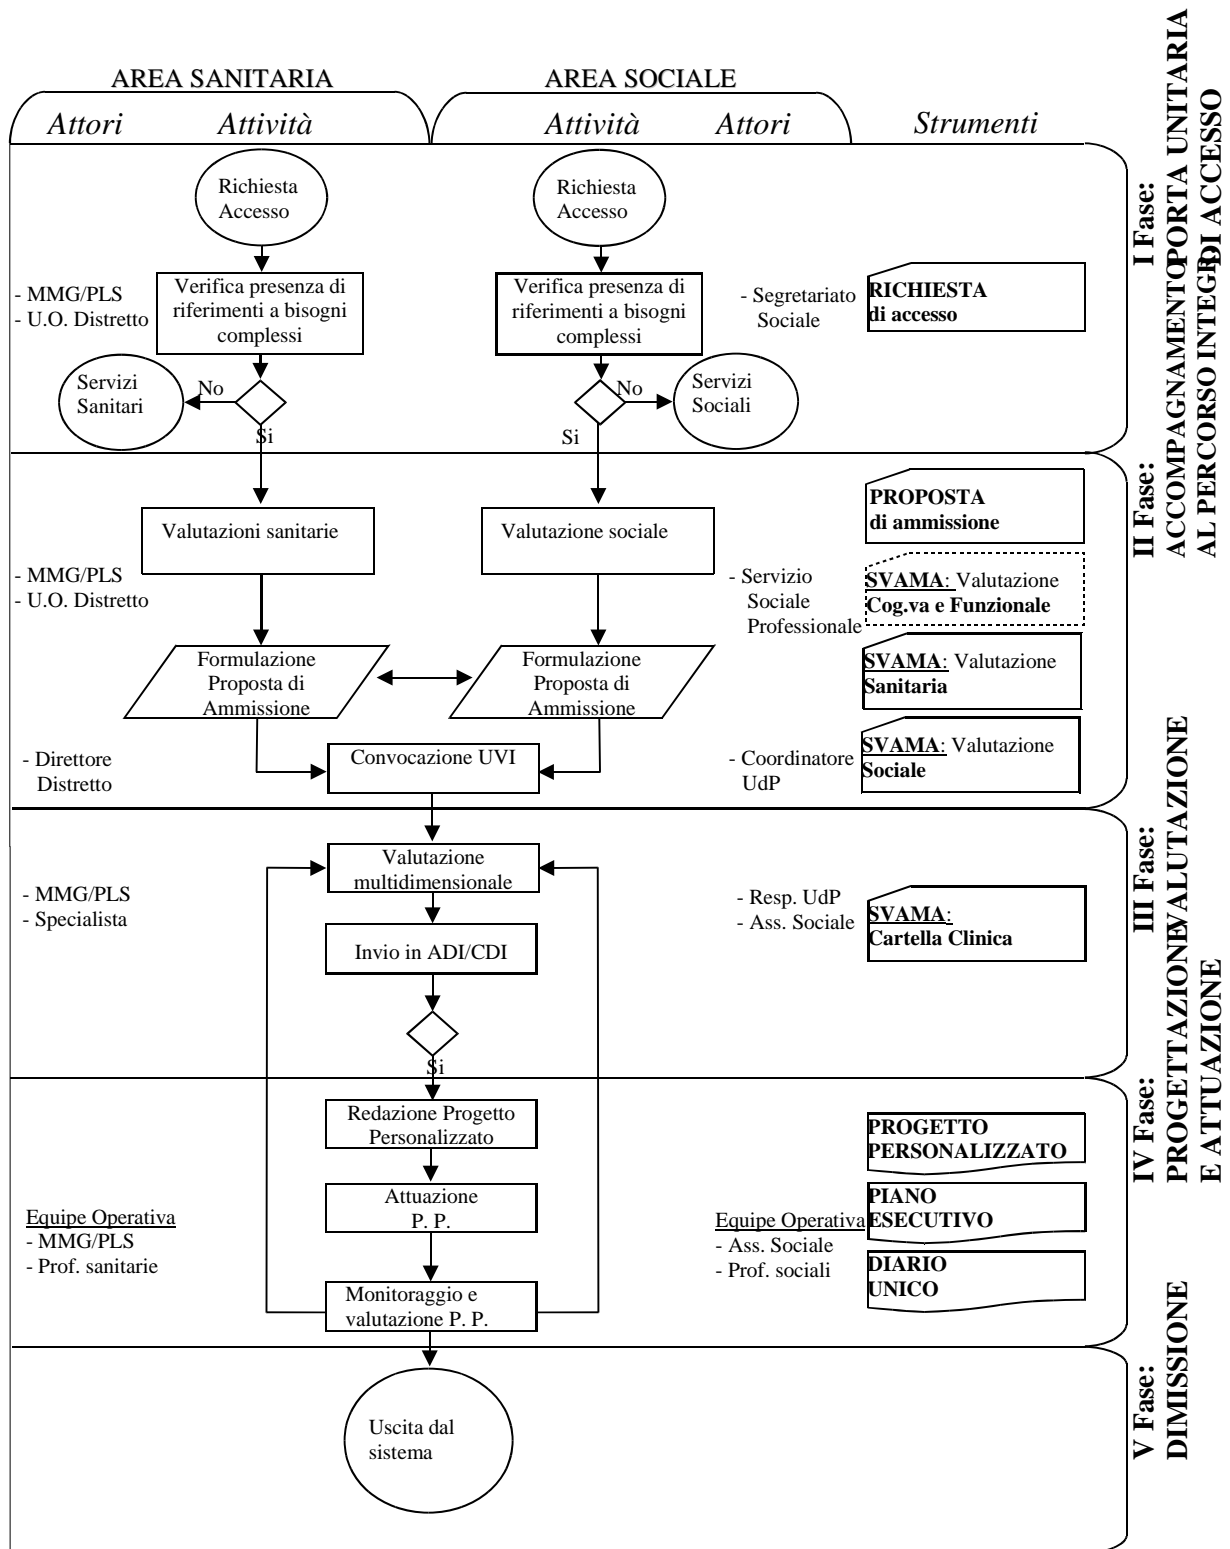 AREA SANITARIA
AREA SOCIALE
Attori
Attività
Attività
Attori
Strumenti
Richiesta
Accesso
Richiesta
Accesso
- MMG/PLS
- U.O. Distretto
Verifica presenza di
riferimenti a bisogni
complessi
Verifica presenza di
riferimenti a bisogni
complessi
- Segretariato
Sociale
RICHIESTA
di accesso
Servizi
Sanitari
No
Si
No
Si
Servizi
Sociali
I Fase:
PORTA UNITARIA
DI ACCESSO
Valutazioni sanitarie
Valutazione sociale
PROPOSTA
di ammissione
- MMG/PLS
- U.O. Distretto
- Servizio
Sociale
Professionale
SVAMA: Valutazione
Cog.va e Funzionale
Formulazione
Proposta di
Ammissione
Formulazione
Proposta di
Ammissione
SVAMA: Valutazione
Sanitaria
- Direttore
Distretto
Convocazione UVI
- Coordinatore
UdP
SVAMA: Valutazione
Sociale
II Fase:
ACCOMPAGNAMENTO
AL PERCORSO INTEGR.
Valutazione
multidimensionale
- MMG/PLS
- Specialista
- Resp. UdP
- Ass. Sociale
SVAMA:
Cartella Clinica
Invio in ADI/CDI
Si
III Fase:
VALUTAZIONE
Redazione Progetto
Personalizzato
PROGETTO
PERSONALIZZATO
Attuazione
P. P.
PIANO
ESECUTIVO
Equipe Operativa
- MMG/PLS
- Prof. sanitarie
Equipe Operativa
- Ass. Sociale
- Prof. sociali
DIARIO
UNICO
Monitoraggio e
valutazione P. P.
IV Fase:
PROGETTAZIONE
E ATTUAZIONE
Uscita dal
sistema
V Fase:
DIMISSIONE